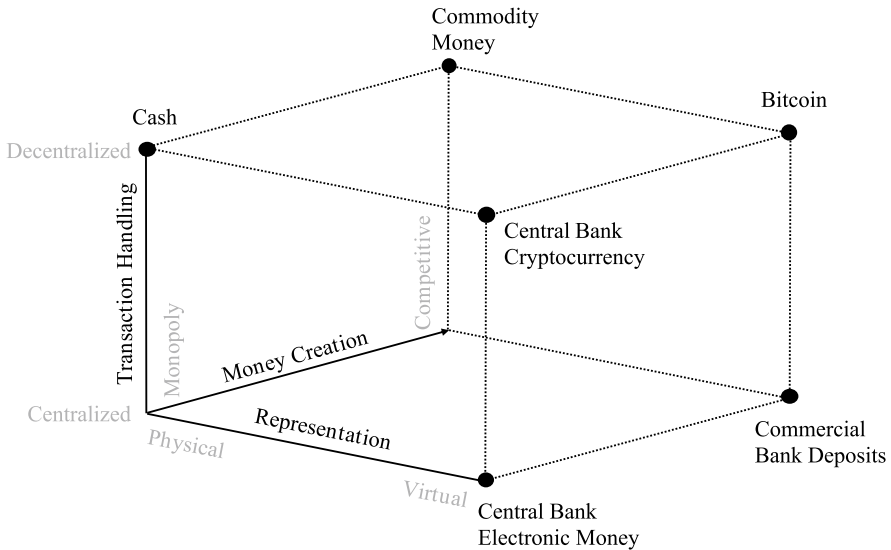 Commodity
Money
Bitcoin
Cash
Decentralized
Central Bank
Cryptocurrency
Transaction Handling
Monopoly
Competitive
Money Creation
Centralized
Representation
Physical
Virtual
Commercial
Bank Deposits
Central Bank
Electronic Money